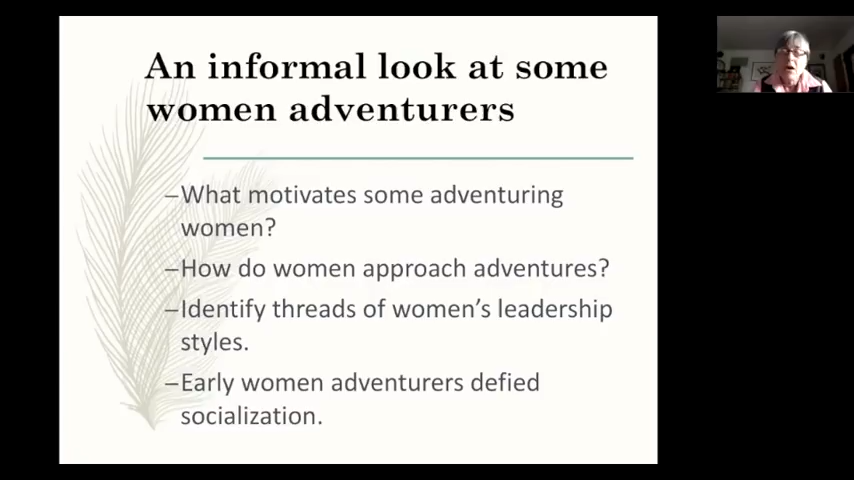 An informal look at some
women adventurers
–What motivates some adventuring
women?
–How do women approach adventures?
–Identify threads of women's leadership
styles.
–Early women adventurers defied
socialization.